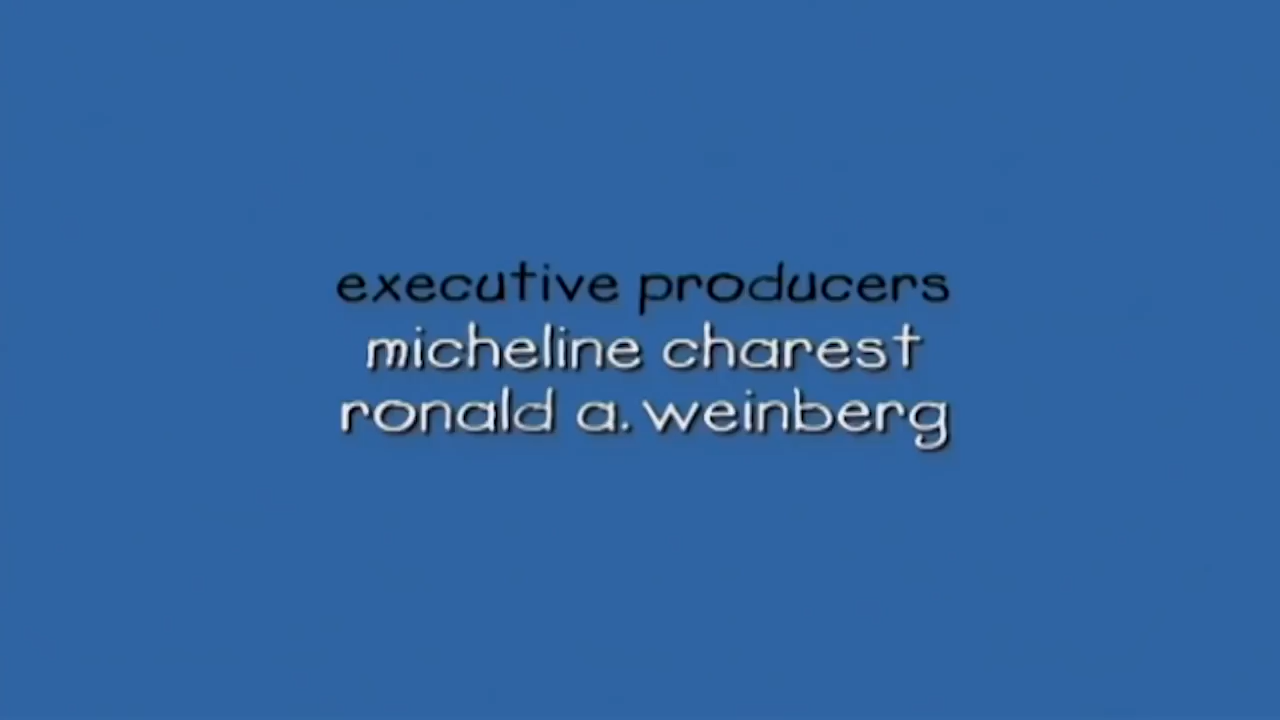 executive producers
micheline charest
ronald a. weinberg